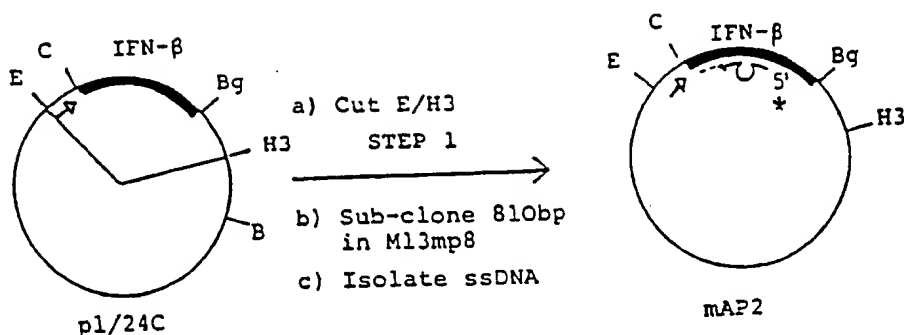 IFN-β
C
E
Bg
H3
B
p1/24C
a) Cut E/H3
STEP 1
b) Sub-clone 810bp
in M13mp8
c) Isolate ssDNA
IFN-β
C
E
Bg
5'
*
H3
mAP2